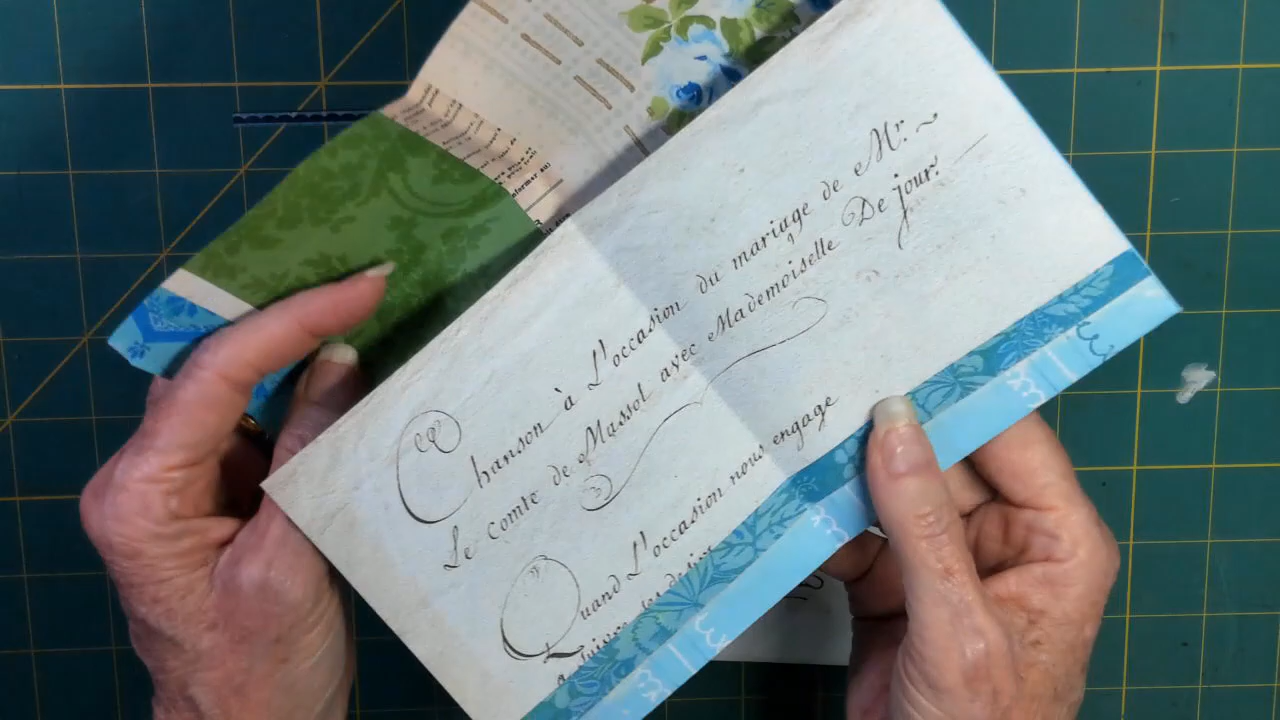 Chanson à L'occasion du mariage de Mr.
Le comte de Massol avec Mademoiselle De jour.
Quand L'occasion nous engage